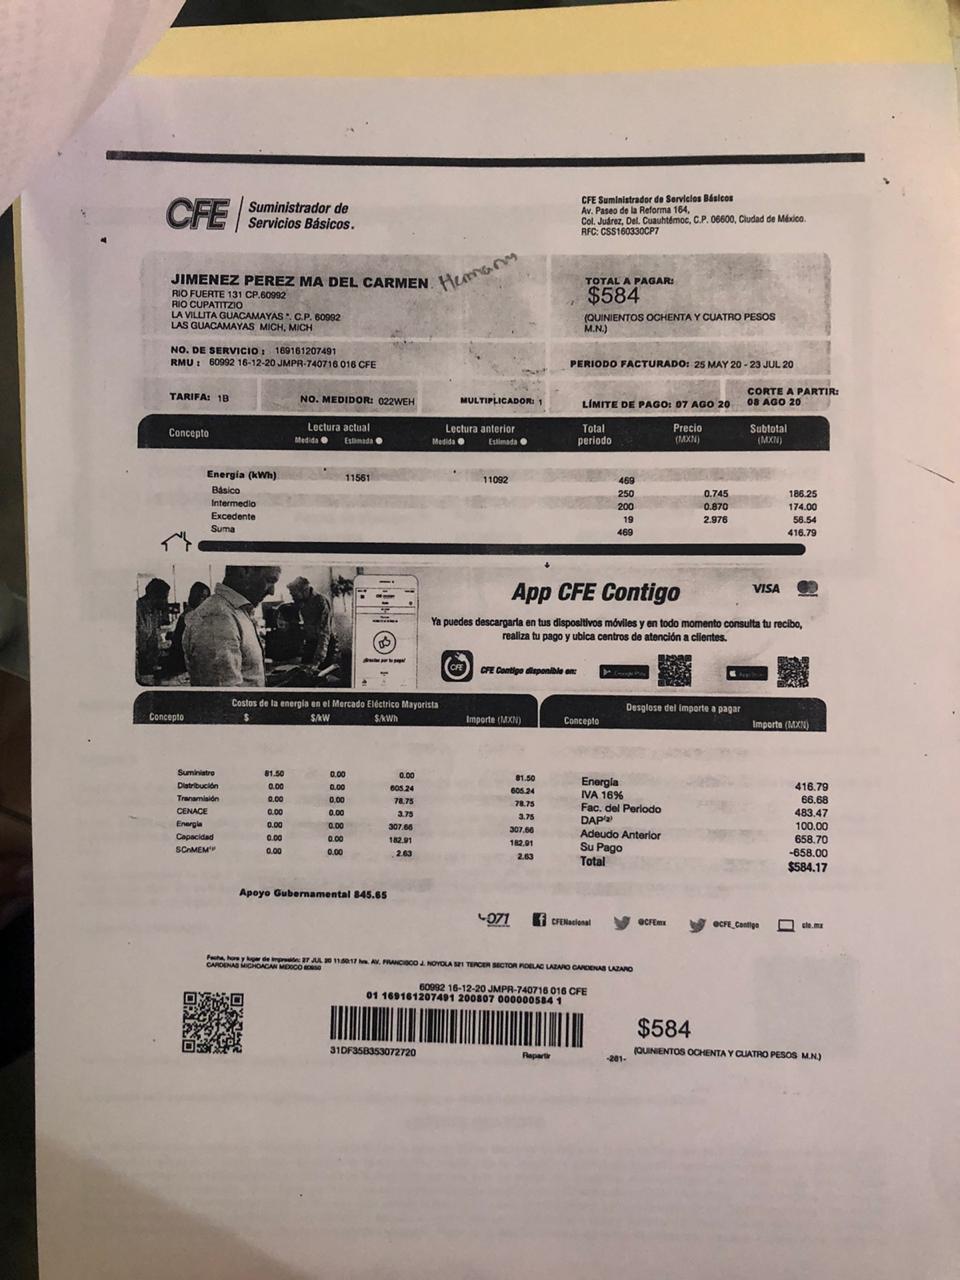 CFE Suministrador de
Servicios Básicos.
CFE Suministrador de Servicios Básicos
Av. Paseo de la Reforma 164,
Col. Juárez, Del. Cuauhtémoc, C.P. 06600, Ciudad de México.
RFC: CSS160330CP7
JIMENEZ PEREZ MA DEL CARMEN
RIO FUERTE 131 CP.60992
RIO CUPATITZIO
LA VILLITA GUACAMAYAS *. C.P. 60992
LAS GUACAMAYAS MICH, MICH
TOTAL A PAGAR:
$584
(QUINIENTOS OCHENTA Y CUATRO PESOS
M.N.)
NO. DE SERVICIO : 169161207491
RMU : 60992 16-12-20 JMPR-740716 016 CFE
PERIODO FACTURADO: 25 MAY 20 - 23 JUL 20
TARIFA: 1B NO. MEDIDOR: 022WEH MULTIPLICADOR: 1 LÍMITE DE PAGO: 07 AGO 20
CORTE A PARTIR:
08 AGO 20
Concepto Lectura actual Lectura anterior Total periodo Precio (MXN) Subtotal (MXN)
Medida Estimada Medida Estimada
Energía (kWh) 11561 11092 469
Básico 250 0.745 186.25
Intermedio 200 0.870 174.00
Excedente 19 2.976 56.54
Suma 469 416.79
App CFE Contigo
VISA
Ya puedes descargarla en tus dispositivos móviles y en todo momento consulta tu recibo,
realiza tu pago y ubica centros de atención a clientes.
¡Gracias por tu pago!
CFE
CFE Contigo disponible en:
Google Play
App Store
Costos de la energía en el Mercado Eléctrico Mayorista
Concepto $ $/kW $/kWh Importe (MXN)
Suministro 81.50 0.00 0.00 81.50
Distribución 0.00 0.00 605.24 605.24
Transmisión 0.00 0.00 78.75 78.75
CENACE 0.00 0.00 3.75 3.75
Energía 0.00 0.00 307.66 307.66
Capacidad 0.00 0.00 182.91 182.91
SCnMEM 0.00 0.00 2.63 2.63
Desglose del importe a pagar
Concepto Importe (MXN)
Energía 416.79
IVA 16% 66.68
Fac. del Periodo 483.47
DAP(2) 100.00
Adeudo Anterior 658.70
Su Pago -658.00
Total $584.17
Apoyo Gubernamental 845.65
071 CFENacional @CFEmx @CFE_Contigo cfe.mx
Fecha, hora y lugar de impresión: 27 JUL 20 11:50:17 hrs. AV. FRANCISCO J. NOYOLA 521 TERCER SECTOR FIDELAC LAZARO CARDENAS LAZARO
CARDENAS MICHOACAN MEXICO 60950
60992 16-12-20 JMPR-740716 016 CFE
01 169161207491 200807 000000584 1
31DF35B353072720
Repartir
-261-
$584
(QUINIENTOS OCHENTA Y CUATRO PESOS M.N.)